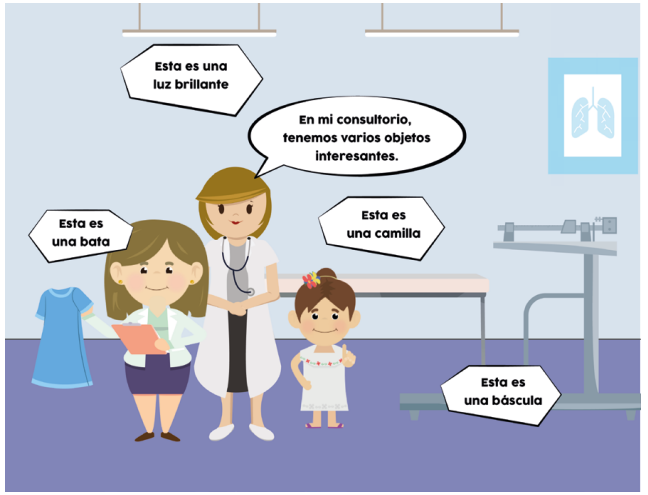 Esta es una
luz brillante
En mi consultorio,
tenemos varios objetos
interesantes.
Esta es
una bata
Esta es
una camilla
Esta es
una báscula